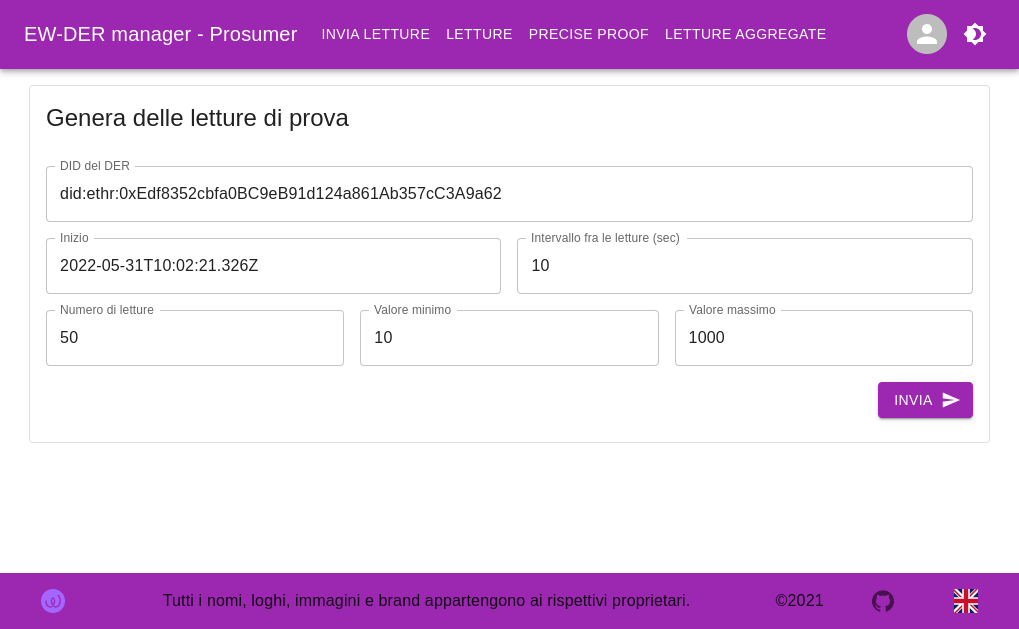 EW-DER manager - Prosumer INVIA LETTURE LETTURE PRECISE PROOF LETTURE AGGREGATE
Genera delle letture di prova
DID del DER
did:ethr:0xEdf8352cbfa0BC9eB91d124a861Ab357cC3A9a62
Inizio Intervallo fra le letture (sec)
2022-05-31T10:02:21.326Z 10
Numero di letture Valore minimo Valore massimo
50 10 1000
INVIA
Tutti i nomi, loghi, immagini e brand appartengono ai rispettivi proprietari. ©2021